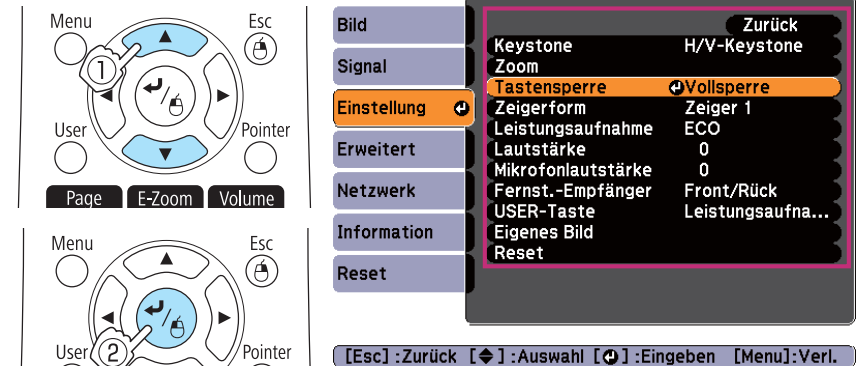 Menu Esc
1
User Pointer
Page E-Zoom Volume
Menu Esc
User 2 Pointer
Bild
Signal
Einstellung
Erweitert
Netzwerk
Information
Reset
Zurück
Keystone H/V-Keystone
Zoom
Tastensperre Vollsperre
Zeigerform Zeiger 1
Leistungsaufnahme ECO
Lautstärke 0
Mikrofonlautstärke 0
Fernst.-Empfänger Front/Rück
USER-Taste Leistungsaufna...
Eigenes Bild
Reset
[Esc] :Zurück [◆] :Auswahl [⏎] :Eingeben [Menu]:Verl.